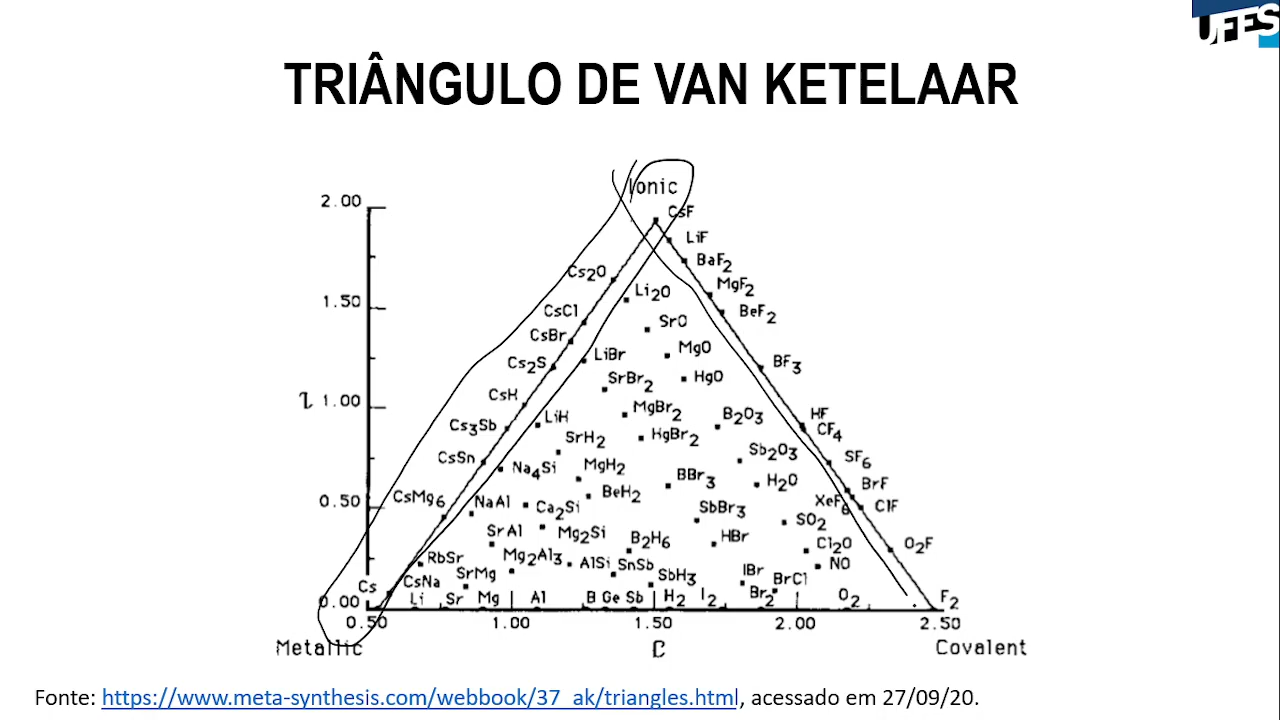 UFES
TRIÂNGULO DE VAN KETELAAR
Ionic
2.00
CsF
LiF
BaF2
Cs2O
MgF2
Li2O
1.50
CsCl
BeF2
SrO
CsBr
MgO
LiBr
Cs2S
BF3
SrBr2
HgO
CsH
1.00
MgBr2
B2O3
HF
LiH
Cs3Sb
CF4
SrH2
HgBr2
Sb2O3
CsSn
SF6
Na4Si
MgH2
BBr3
H2O
BrF
CsMg6
NaAl
BeH2
XeF6
ClF
0.50
Ca2Si
SbBr3
SO2
SrAl
Mg2Si
B2H6
HBr
Cl2O
O2F
RbSr
Mg2Al3
AlSi
SnSb
NO
CsNa
SrMg
SbH3
IBr
BrCl
Cs
0.00
Li Sr Mg Al B Ge Sb H2 I2 Br2 O2 F2
0.50 1.00 1.50 2.00 2.50
Metallic
C
Covalent
Fonte: https://www.meta-synthesis.com/webbook/37_ak/triangles.html, acessado em 27/09/20.